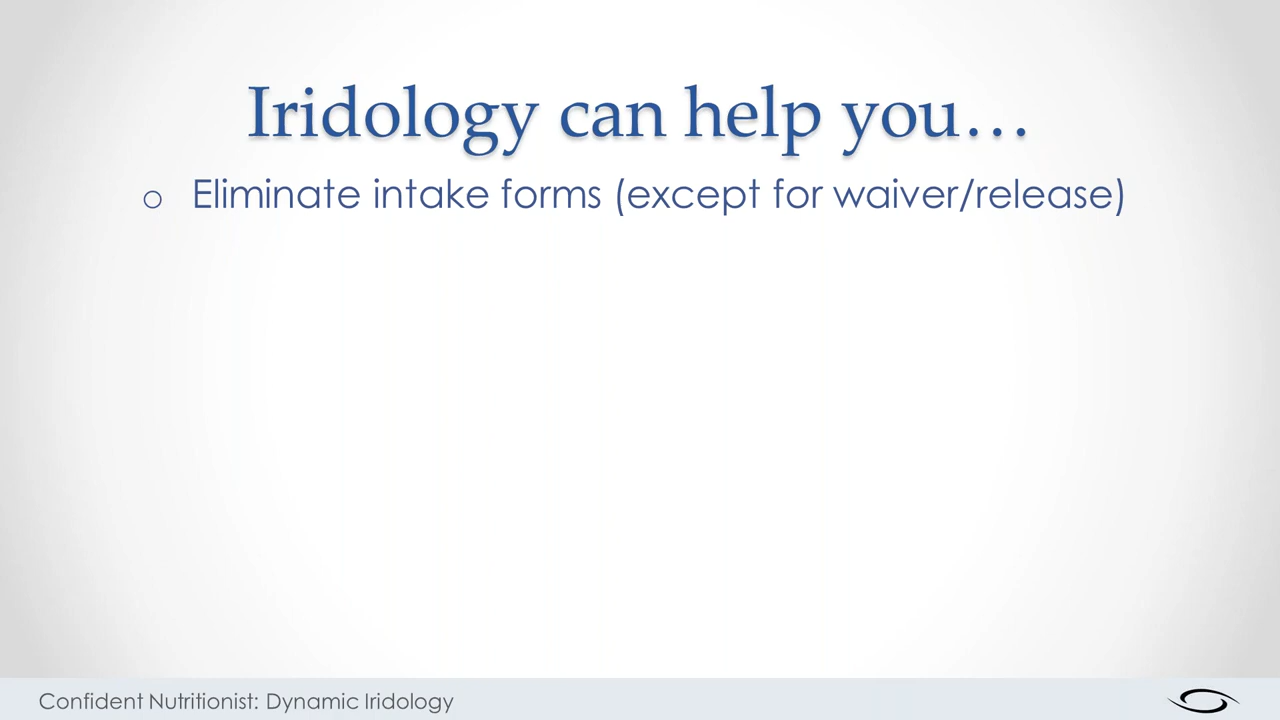 Iridology can help you…
o Eliminate intake forms (except for waiver/release)
Confident Nutritionist: Dynamic Iridology